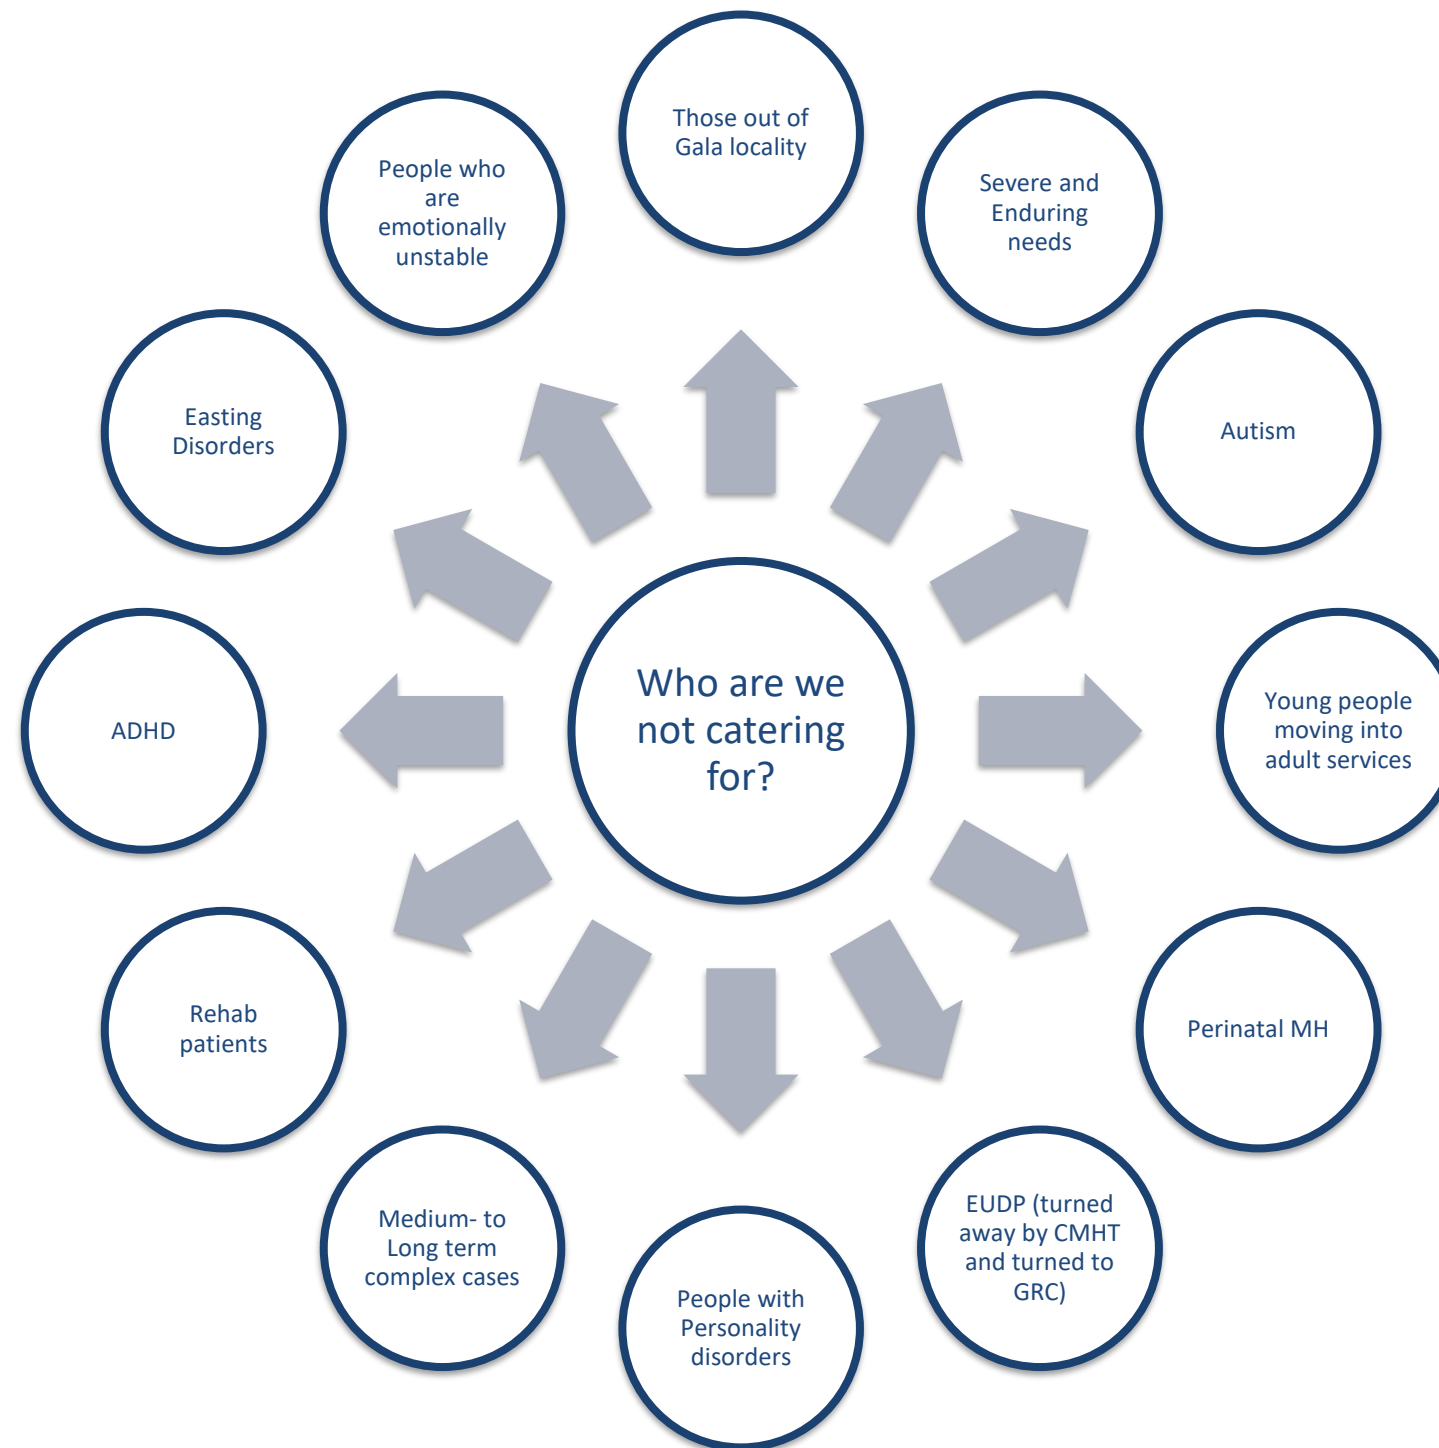 Who are we
not catering
for?
Those out of
Gala locality
Severe and
Enduring
needs
Autism
Young people
moving into
adult services
Perinatal MH
EUDP (turned
away by CMHT
and turned to
GRC)
People with
Personality
disorders
Medium- to
Long term
complex cases
Rehab
patients
ADHD
Easting
Disorders
People who
are
emotionally
unstable